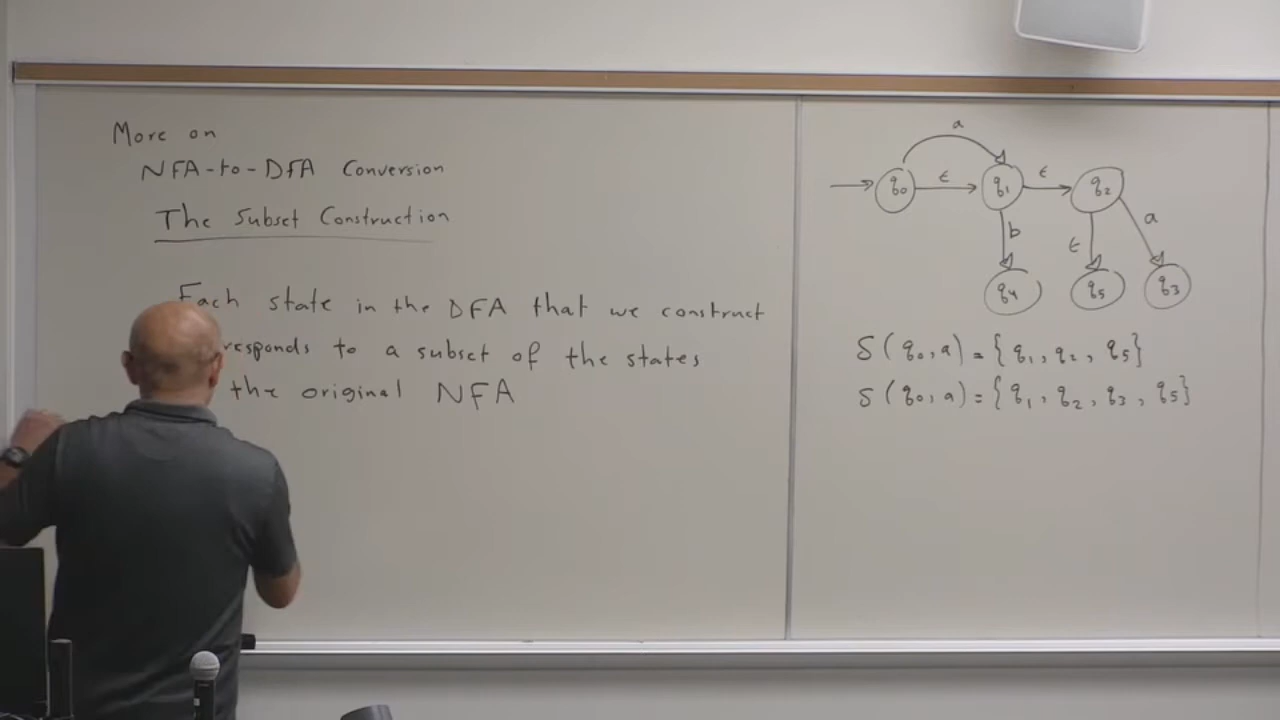 More on
NFA-to-DFA Conversion
The Subset Construction
Each state in the DFA that we construct
responds to a subset of the states
the original NFA
a
q0 ε q1 ε q2
b ε a
q4 q5 q3
δ(q0, a) = {q1, q2, q5}
δ(q0, a) = {q1, q2, q3, q5}